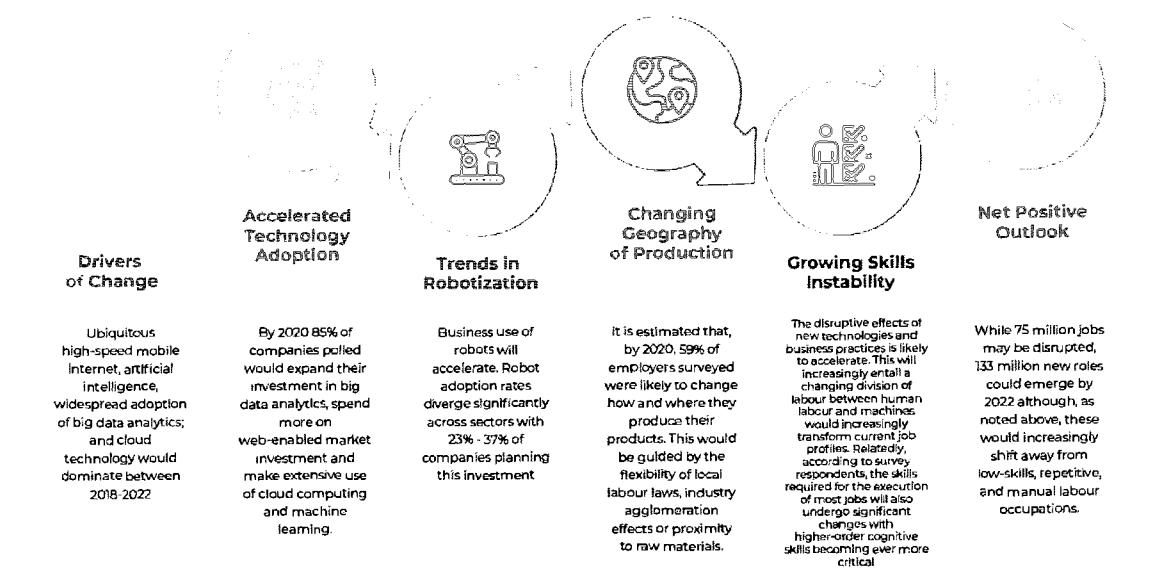 Drivers
of Change
Ubiquitous
high-speed mobile
internet, artificial
intelligence,
widespread adoption
of big data analytics;
and cloud
technology would
dominate between
2018-2022
Accelerated
Technology
Adoption
By 2020 85% of
companies polled
would expand their
investment in big
data analytics, spend
more on
web-enabled market
investment and
make extensive use
of cloud computing
and machine
learning.
Trends in
Robotization
Business use of
robots will
accelerate. Robot
adoption rates
diverge significantly
across sectors with
23% - 37% of
companies planning
this investment
Changing
Geography
of Production
It is estimated that,
by 2020, 59% of
employers surveyed
were likely to change
how and where they
produce their
products. This would
be guided by the
flexibility of local
labour laws, industry
agglomeration
effects or proximity
to raw materials.
Growing Skills
Instability
The disruptive effects of
new technologies and
business practices is likely
to accelerate. This will
increasingly entail a
changing division of
labour between human
labour and machines
would increasingly
transform current job
profiles. Relatedly,
according to survey
respondents, the skills
required for the execution
of most jobs will also
undergo significant
changes with
higher-order cognitive
skills becoming ever more
critical
Net Positive
Outlook
While 75 million jobs
may be disrupted,
133 million new roles
could emerge by
2022 although, as
noted above, these
would increasingly
shift away from
low-skills, repetitive,
and manual labour
occupations.